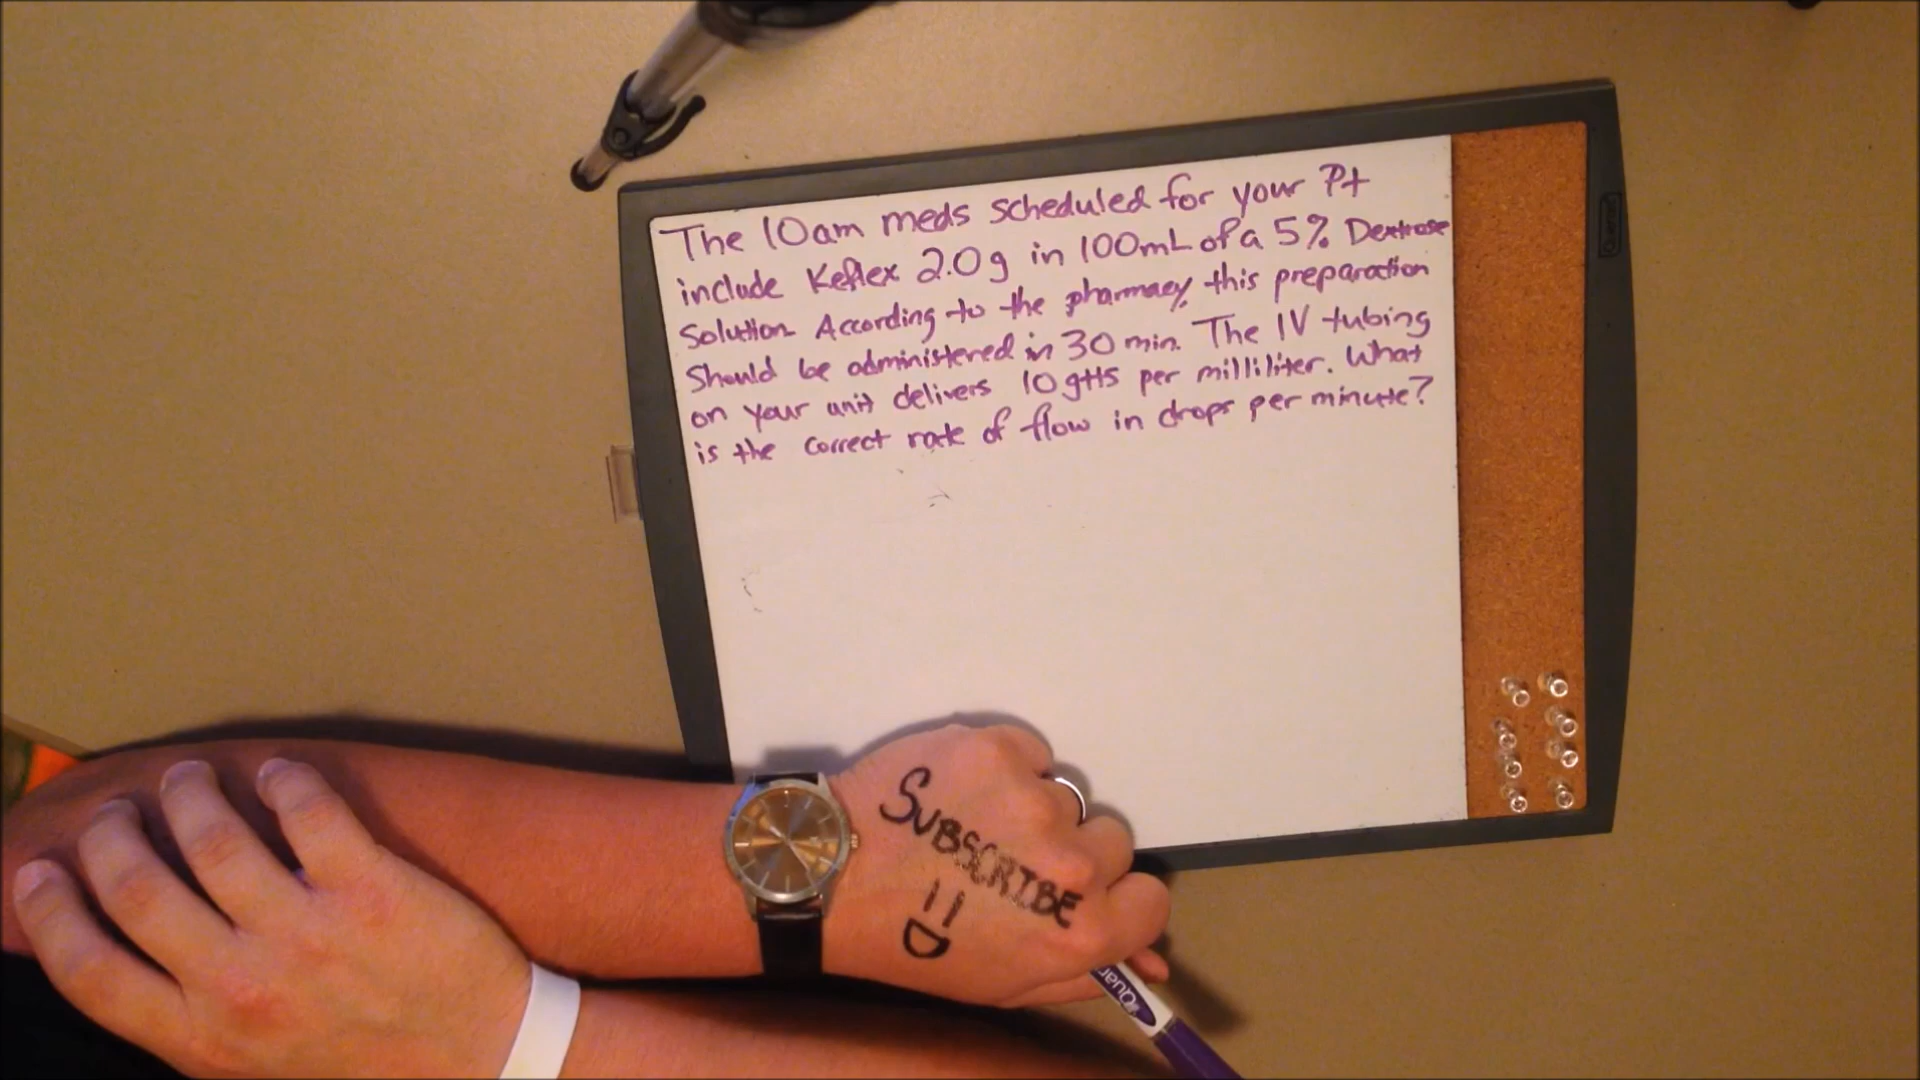 The 10am meds scheduled for your Pt
include Keflex 2.0g in 100mL of a 5% Dextrose
Solution. According to the pharmacy, this preparation
Should be administered in 30 min. The IV tubing
on your unit delivers 10 gtts per milliliter. What
is the correct rate of flow in drops per minute?
SUBSCRIBE
=D
Quar
Quartet